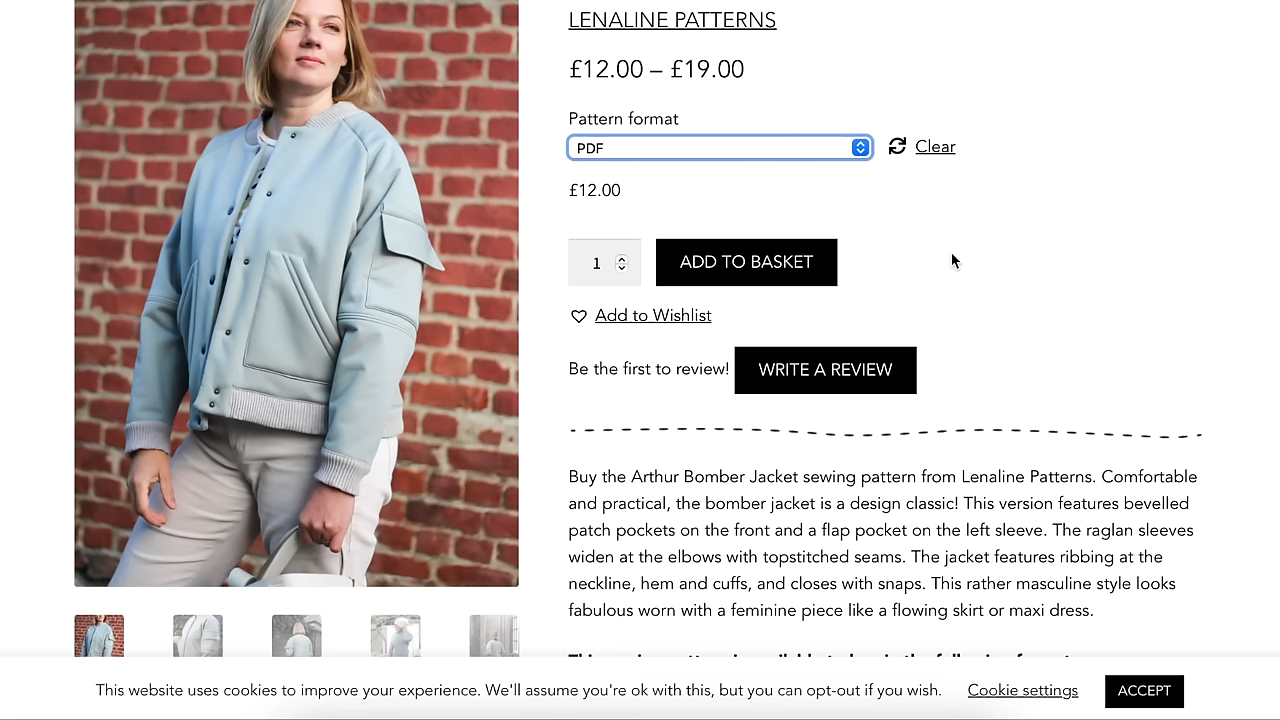 LENALINE PATTERNS
£12.00 – £19.00
Pattern format
PDF
Clear
£12.00
1
ADD TO BASKET
Add to Wishlist
Be the first to review!
WRITE A REVIEW
Buy the Arthur Bomber Jacket sewing pattern from Lenaline Patterns. Comfortable
and practical, the bomber jacket is a design classic! This version features bevelled
patch pockets on the front and a flap pocket on the left sleeve. The raglan sleeves
widen at the elbows with topstitched seams. The jacket features ribbing at the
neckline, hem and cuffs, and closes with snaps. This rather masculine style looks
fabulous worn with a feminine piece like a flowing skirt or maxi dress.
This website uses cookies to improve your experience. We'll assume you're ok with this, but you can opt-out if you wish.
Cookie settings
ACCEPT